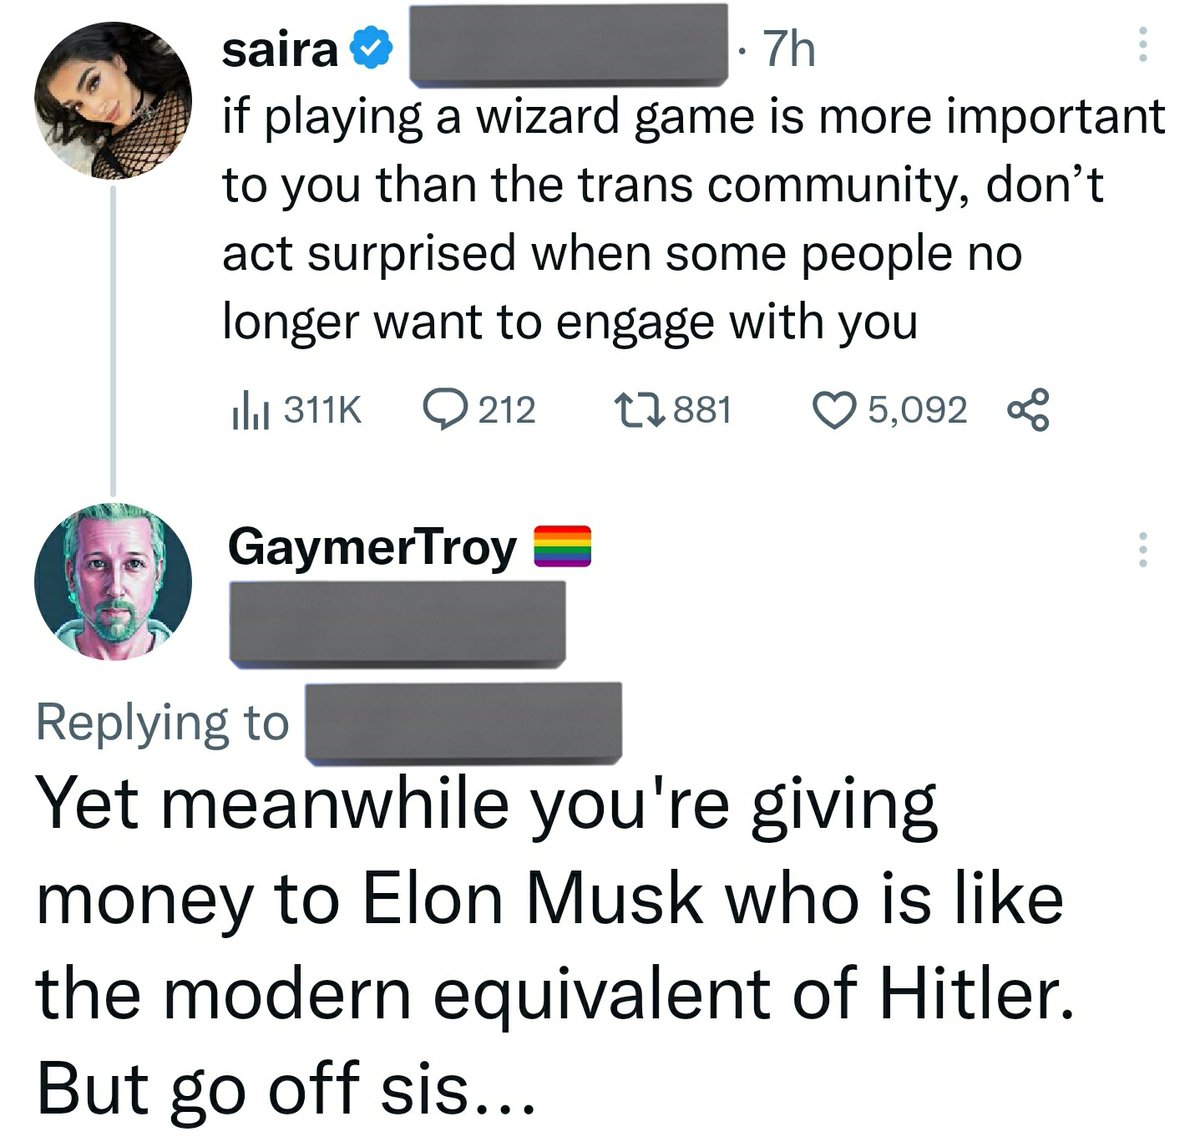 saira
· 7h
if playing a wizard game is more important
to you than the trans community, don’t
act surprised when some people no
longer want to engage with you
311K 212 881 5,092
GaymerTroy 🏳️‍🌈
Replying to
Yet meanwhile you're giving
money to Elon Musk who is like
the modern equivalent of Hitler.
But go off sis...